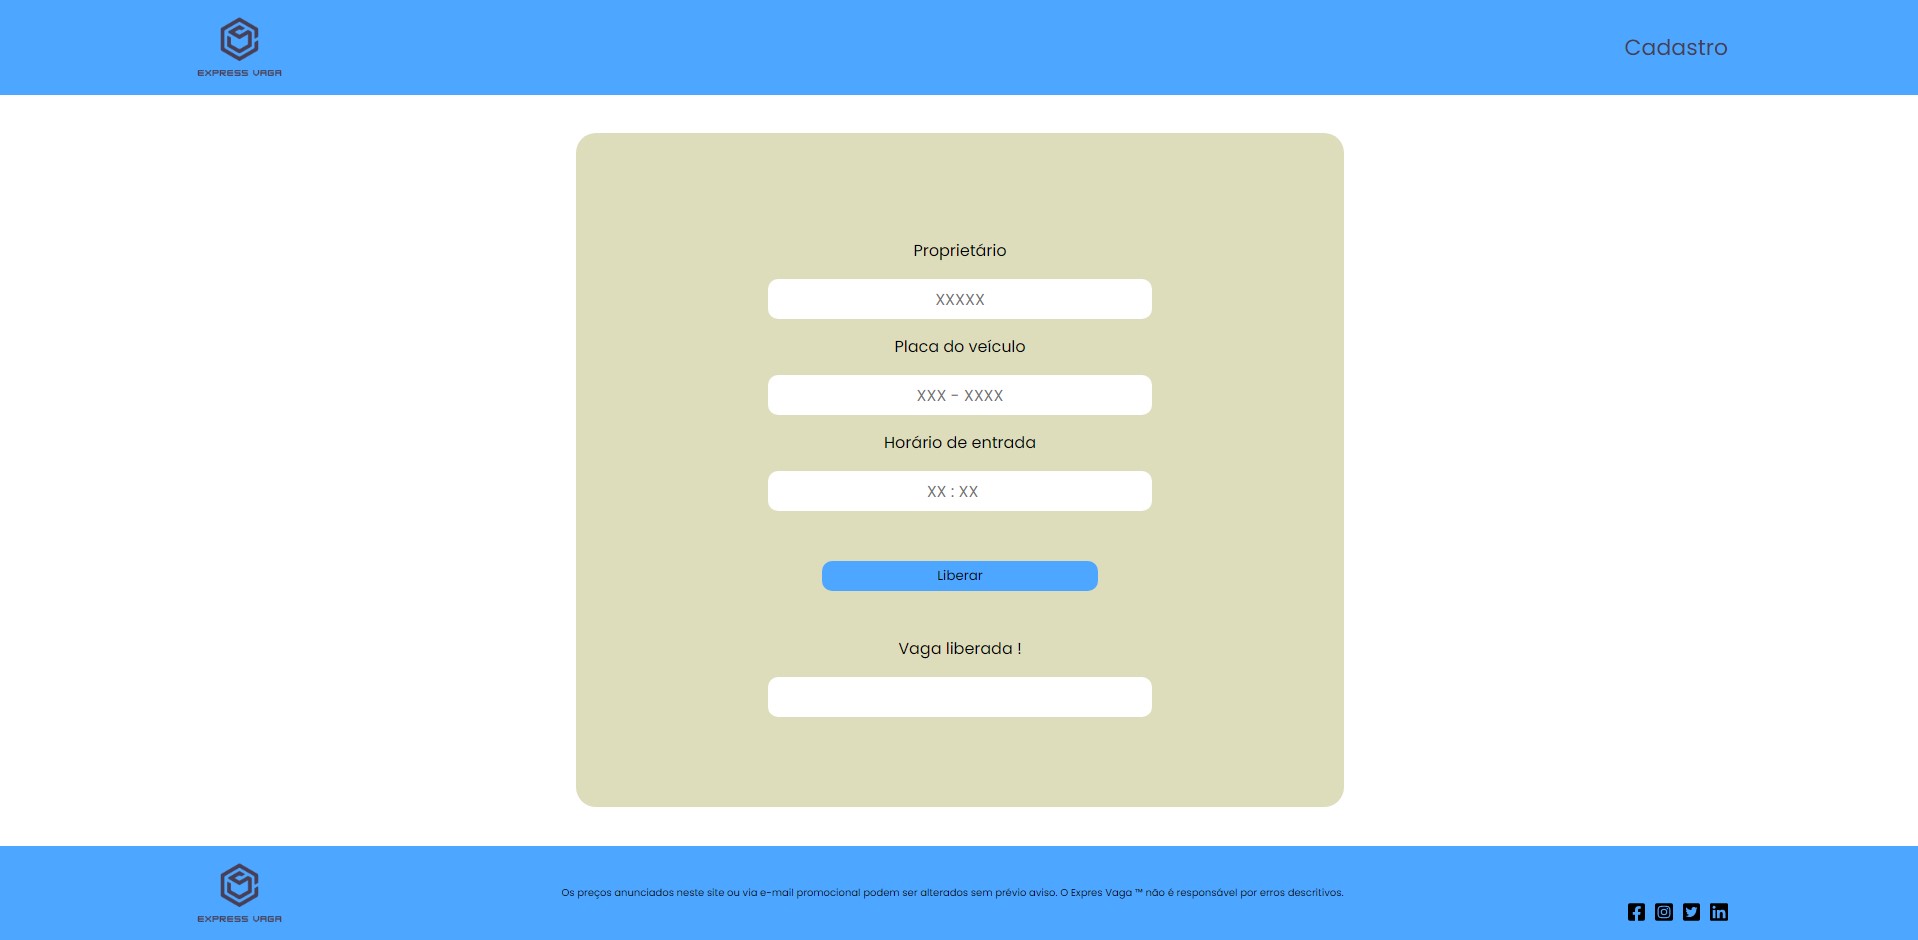 EXPRESS VAGA
Cadastro
Proprietário
XXXXX
Placa do veículo
XXX - XXXX
Horário de entrada
XX : XX
Liberar
Vaga liberada !
EXPRESS VAGA
Os preços anunciados neste site ou via e-mail promocional podem ser alterados sem prévio aviso. O Expres Vaga ™ não é responsável por erros descritivos.